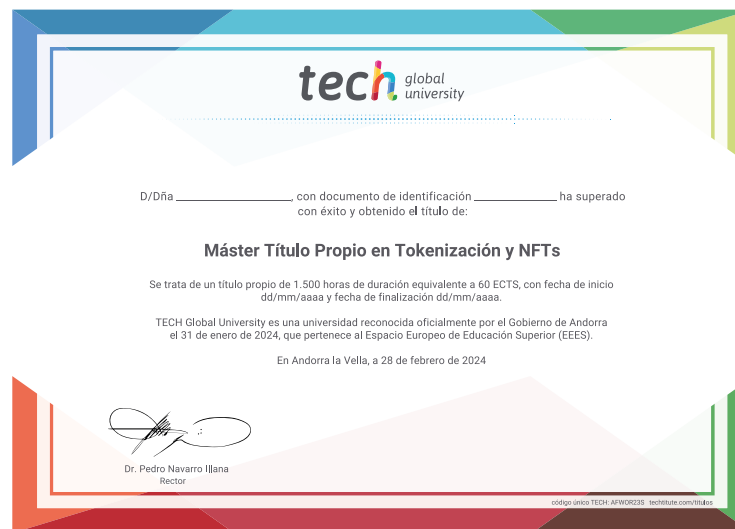 tech global
university
D/Dña ____________________, con documento de identificación ______________ ha superado
con éxito y obtenido el título de:
Máster Título Propio en Tokenización y NFTs
Se trata de un título propio de 1.500 horas de duración equivalente a 60 ECTS, con fecha de inicio
dd/mm/aaaa y fecha de finalización dd/mm/aaaa.
TECH Global University es una universidad reconocida oficialmente por el Gobierno de Andorra
el 31 de enero de 2024, que pertenece al Espacio Europeo de Educación Superior (EEES).
En Andorra la Vella, a 28 de febrero de 2024
Dr. Pedro Navarro Illana
Rector
código único TECH: AFWOR23S techtitute.com/titulos